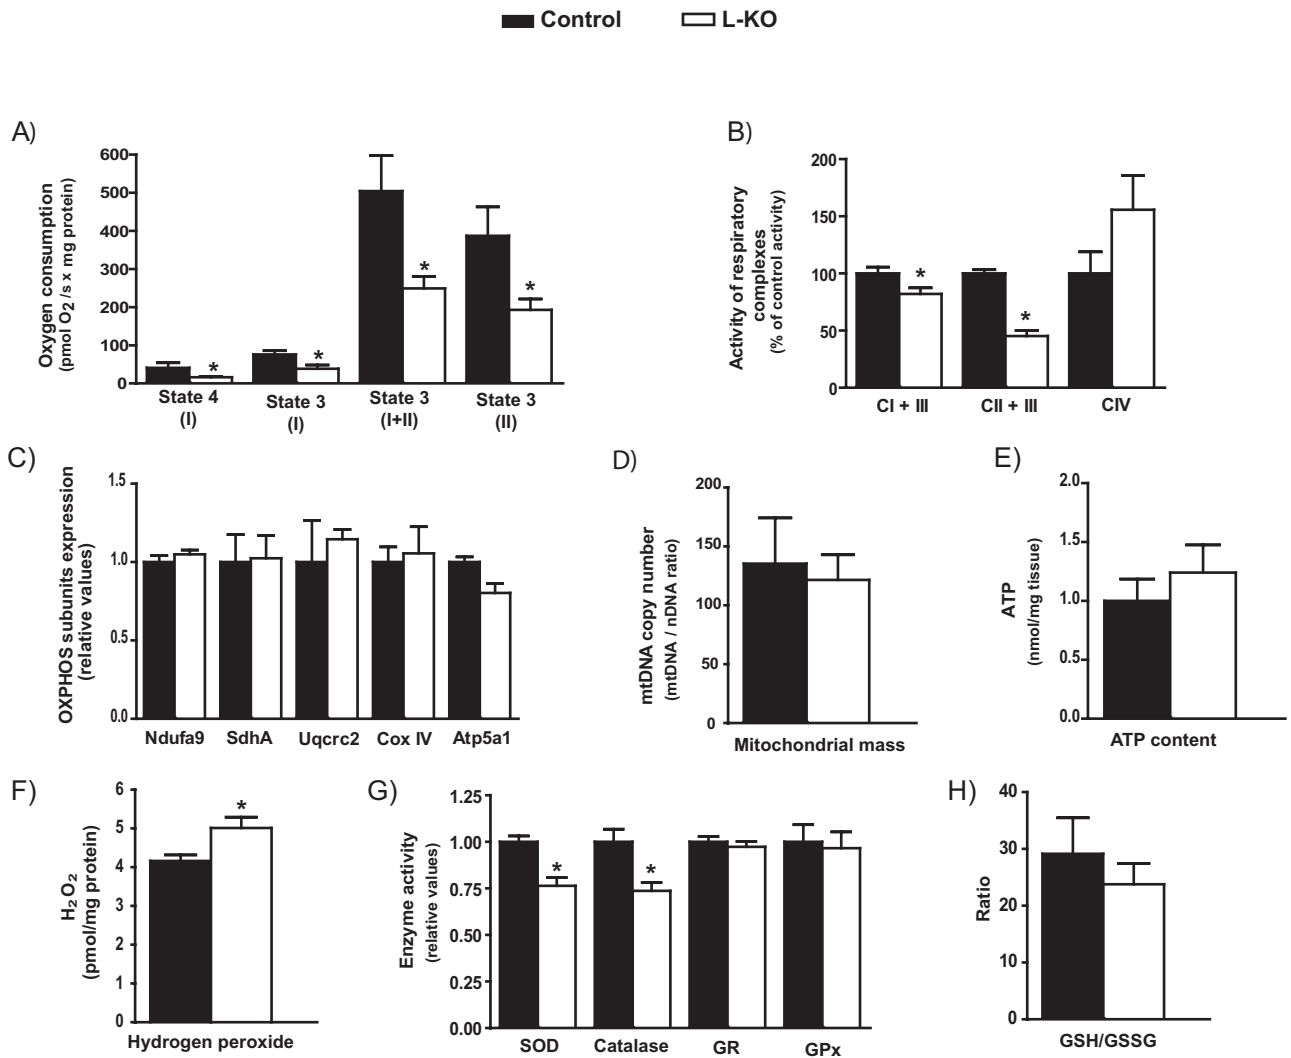 Control L-KO
A) B)
Oxygen consumption
(pmol O2 /s x mg protein)
600
500
400
300
200
100
0
* * * *
State 4
(I)
State 3
(I)
State 3
(I+II)
State 3
(II)
Activity of respiratory
complexes
(% of control activity)
200
150
100
50
0
* *
CI + III CII + III CIV
C) D) E)
OXPHOS subunits expression
(relative values)
1.5
1.0
0.5
0.0
Ndufa9 SdhA Uqcrc2 Cox IV Atp5a1
mtDNA copy number
(mtDNA / nDNA ratio)
200
150
100
50
0
Mitochondrial mass
ATP
(nmol/mg tissue)
2.0
1.5
1.0
0.5
0.0
ATP content
F) G) H)
H2O2
(pmol/mg protein)
6
5
4
3
2
1
0
*
Hydrogen peroxide
Enzyme activity
(relative values)
1.25
1.00
0.75
0.50
0.25
0.00
* *
SOD Catalase GR GPx
Ratio
40
30
20
10
0
GSH/GSSG